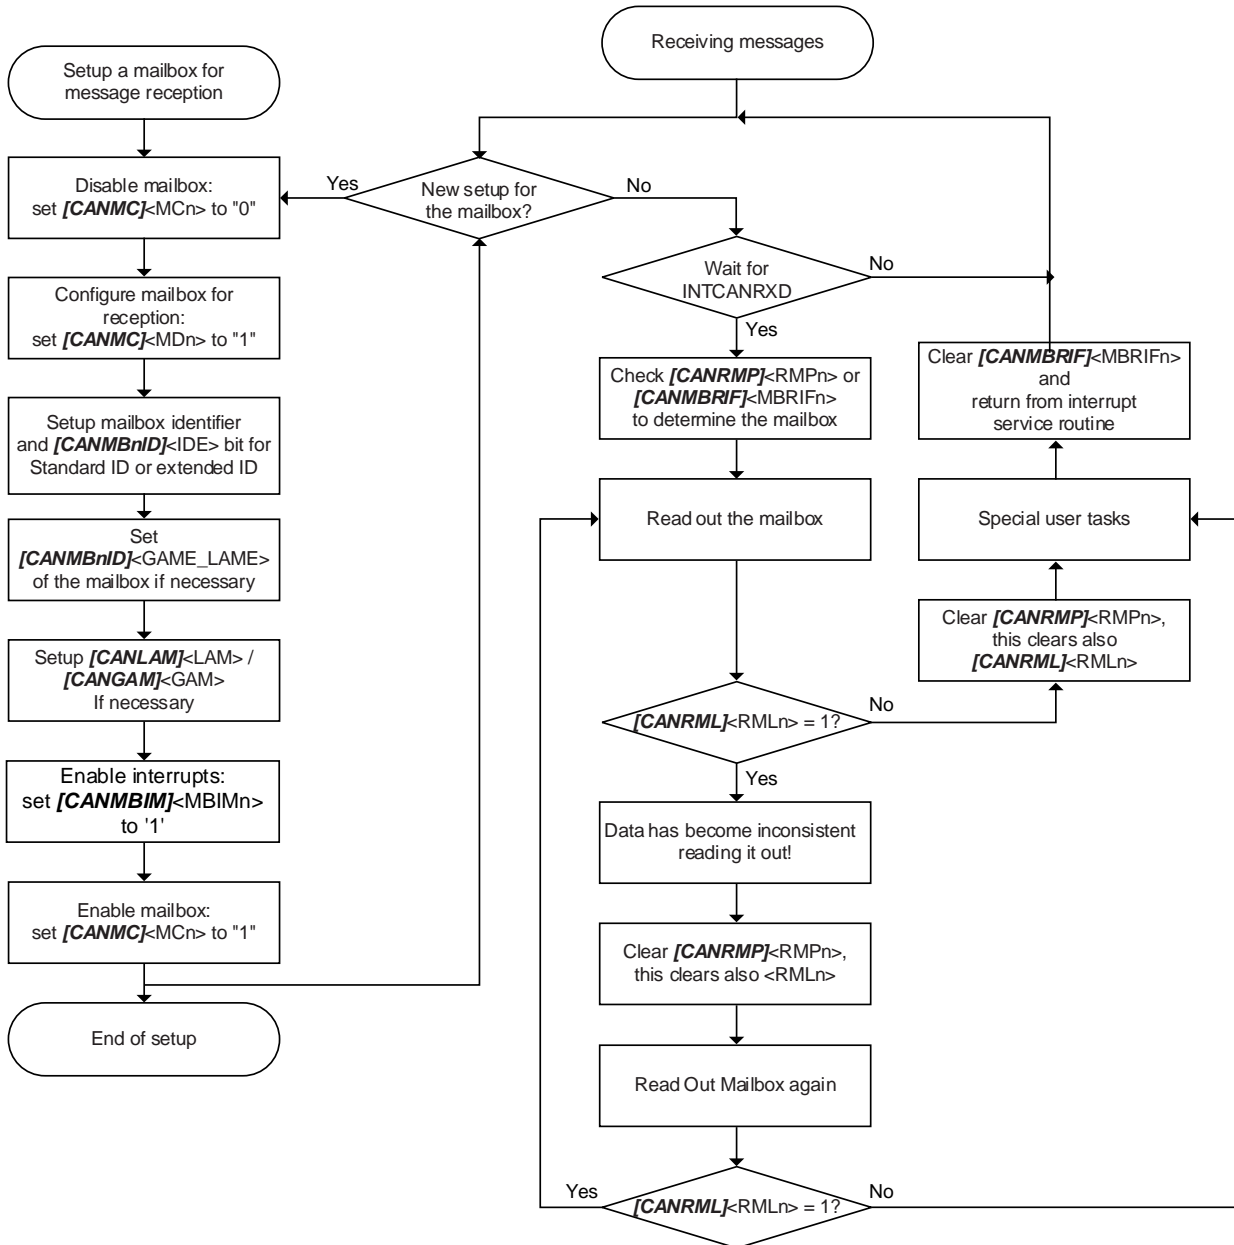 Setup a mailbox for
message reception
Disable mailbox:
set [CANMC]<MCn> to "0"
Configure mailbox for
reception:
set [CANMC]<MDn> to "1"
Setup mailbox identifier
and [CANMBnID]<IDE> bit for
Standard ID or extended ID
Set
[CANMBnID]<GAME_LAME>
of the mailbox if necessary
Setup [CANLAM]<LAM> /
[CANGAM]<GAM>
If necessary
Enable interrupts:
set [CANMBIM]<MBIMn>
to '1'
Enable mailbox:
set [CANMC]<MCn> to "1"
End of setup
Receiving messages
Yes
New setup for
the mailbox?
No
Wait for
INTCANRXD
No
Yes
Check [CANRMP]<RMPn> or
[CANMBRIF]<MBRIFn>
to determine the mailbox
Read out the mailbox
[CANRML]<RMLn> = 1?
No
Yes
Data has become inconsistent
reading it out!
Clear [CANRMP]<RMPn>,
this clears also <RMLn>
Read Out Mailbox again
Yes
[CANRML]<RMLn> = 1?
No
Clear [CANMBRIF]<MBRIFn>
and
return from interrupt
service routine
Special user tasks
Clear [CANRMP]<RMPn>,
this clears also
[CANRML]<RMLn>